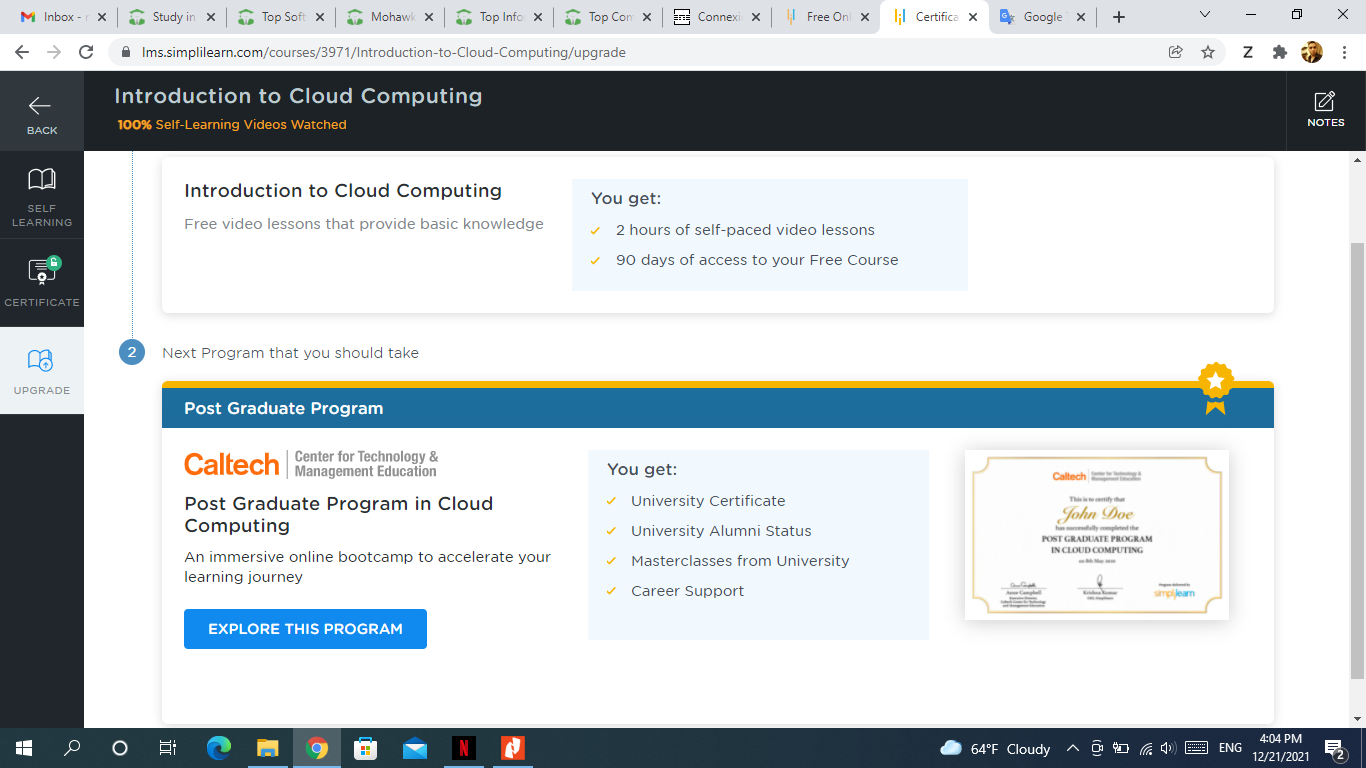 Inbox -
Study in
Top Soft
Mohawk
Top Info
Top Com
Connexi
Free Onl
Certifica
Google
lms.simplilearn.com/courses/3971/Introduction-to-Cloud-Computing/upgrade
Z
BACK
Introduction to Cloud Computing
100% Self-Learning Videos Watched
NOTES
SELF
LEARNING
CERTIFICATE
UPGRADE
Introduction to Cloud Computing
Free video lessons that provide basic knowledge
You get:
2 hours of self-paced video lessons
90 days of access to your Free Course
2
Next Program that you should take
Post Graduate Program
Caltech
Center for Technology &
Management Education
Post Graduate Program in Cloud
Computing
An immersive online bootcamp to accelerate your
learning journey
EXPLORE THIS PROGRAM
You get:
University Certificate
University Alumni Status
Masterclasses from University
Career Support
Caltech
Center for Technology &
Management Education
This is to certify that
John Doe
has successfully completed the
POST GRADUATE PROGRAM
IN CLOUD COMPUTING
on 8th May 2020
Krishna Kumar
simplilearn
N
64°F Cloudy
ENG
4:04 PM
12/21/2021
2